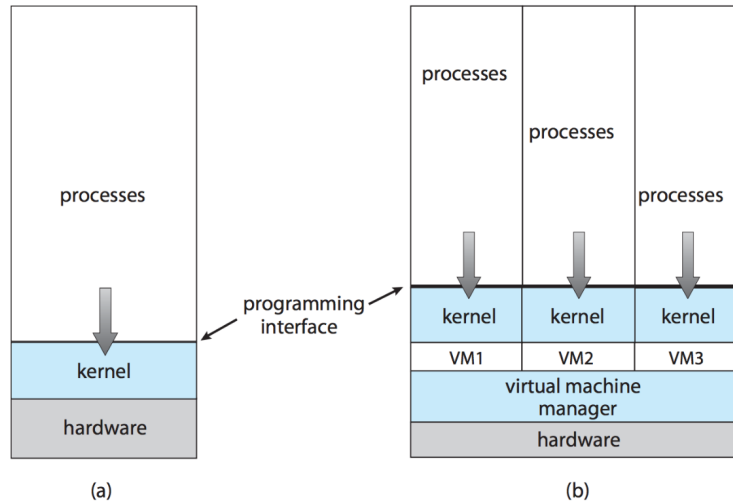 processes
programming
interface
kernel
hardware
(a)
processes
processes
processes
kernel
kernel
kernel
VM1
VM2
VM3
virtual machine
manager
hardware
(b)